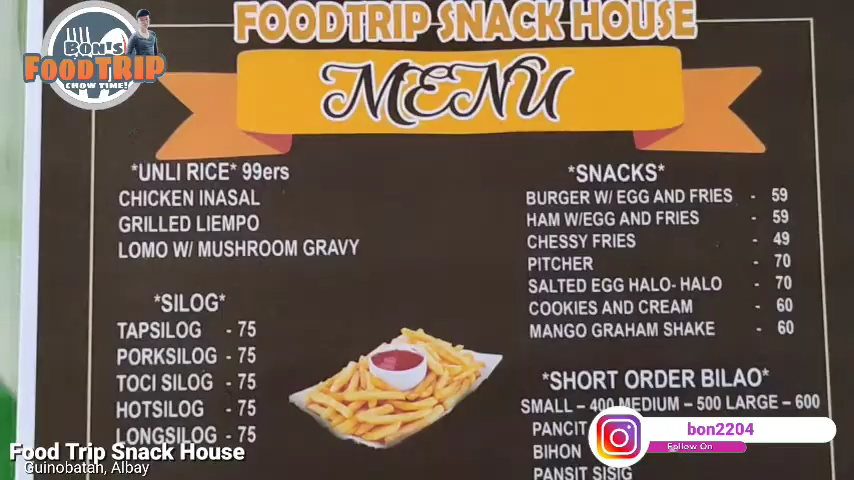 BON'S
FOODTRIP
CHOW TIME!
FOODTRIP SNACK HOUSE
MENU
*UNLI RICE* 99ers
CHICKEN INASAL
GRILLED LIEMPO
LOMO W/ MUSHROOM GRAVY
*SILOG*
TAPSILOG - 75
PORKSILOG - 75
TOCI SILOG - 75
HOTSILOG - 75
LONGSILOG - 75
*SNACKS*
BURGER W/ EGG AND FRIES - 59
HAM W/EGG AND FRIES - 59
CHESSY FRIES - 49
PITCHER - 70
SALTED EGG HALO- HALO - 70
COOKIES AND CREAM - 60
MANGO GRAHAM SHAKE - 60
*SHORT ORDER BILAO*
SMALL – 400 MEDIUM – 500 LARGE – 600
PANCIT
BIHON
PANSIT SISIG
bon2204
Follow On
Food Trip Snack House
Guinobatan, Albay